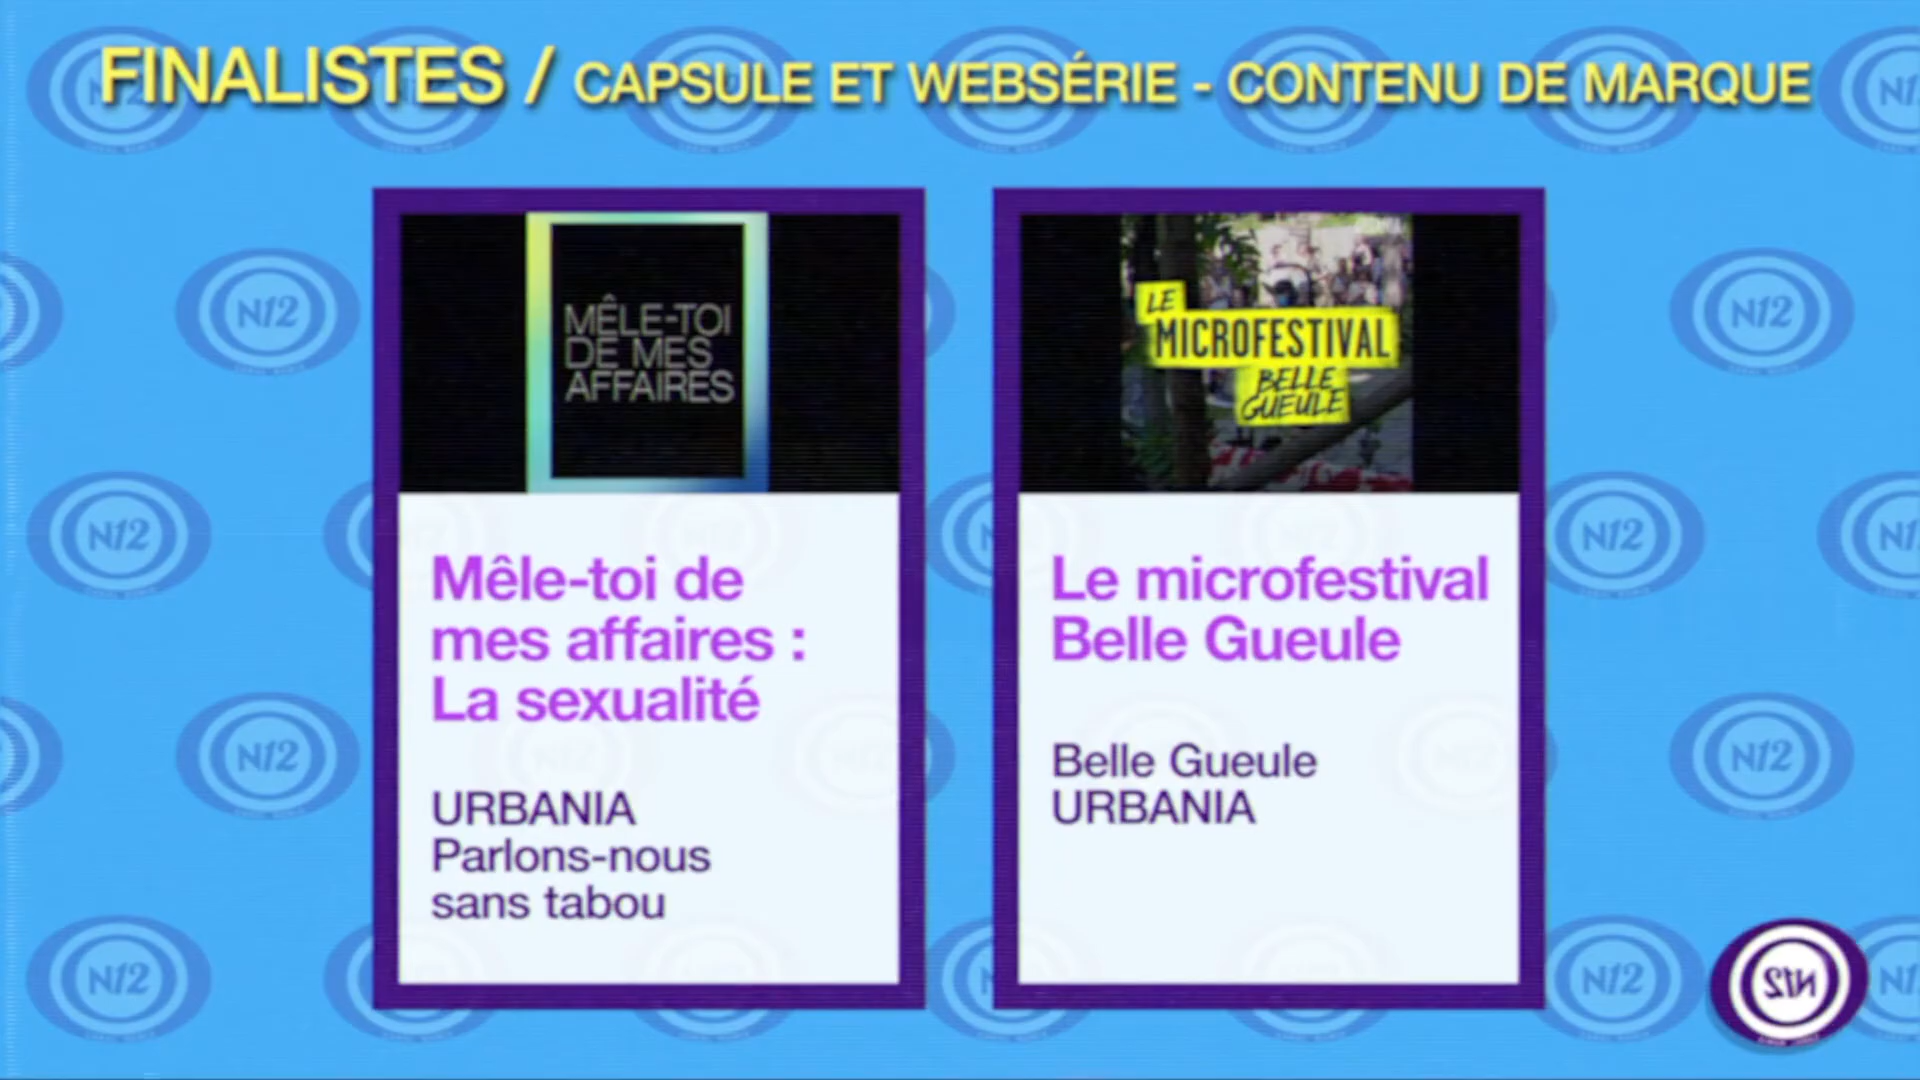 FINALISTES / CAPSULE ET WEBSÉRIE - CONTENU DE MARQUE
MÊLE-TOI
DE MES
AFFAIRES
Mêle-toi de
mes affaires :
La sexualité
URBANIA
Parlons-nous
sans tabou
LE
MICROFESTIVAL
BELLE
GUEULE
Le microfestival
Belle Gueule
Belle Gueule
URBANIA
N12